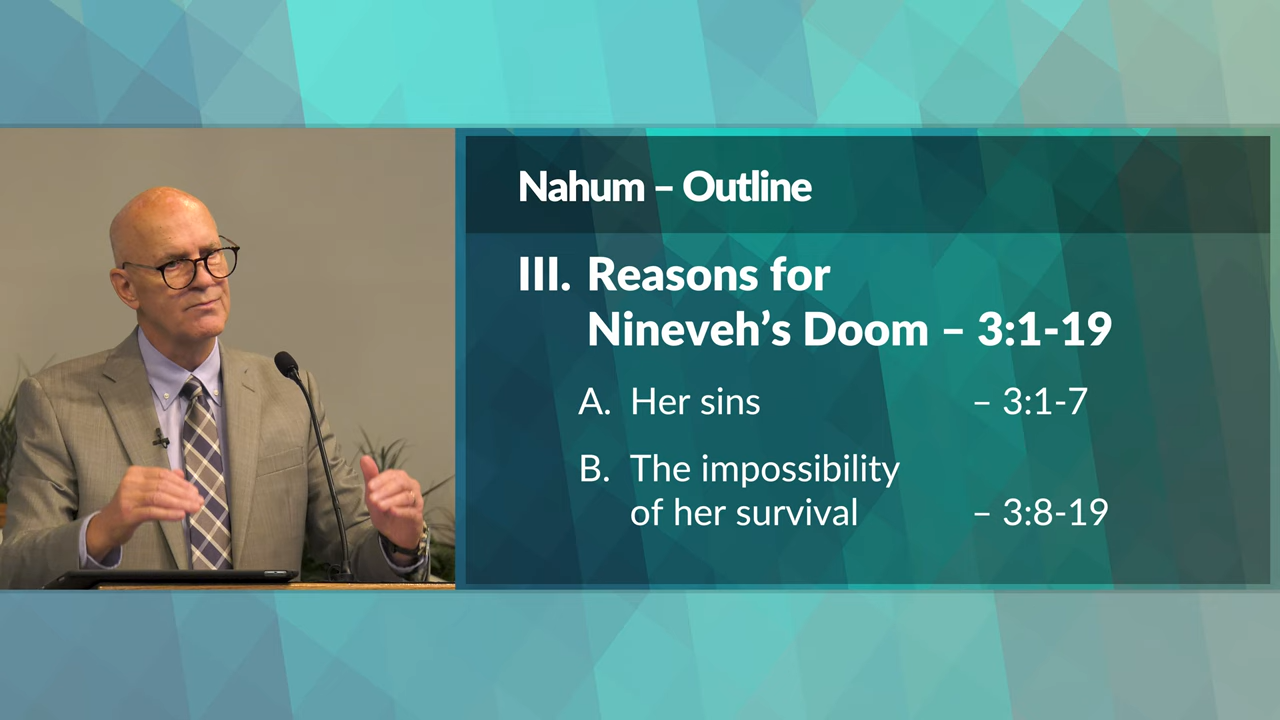 Nahum – Outline
III. Reasons for
Nineveh’s Doom – 3:1-19
A. Her sins – 3:1-7
B. The impossibility
of her survival – 3:8-19